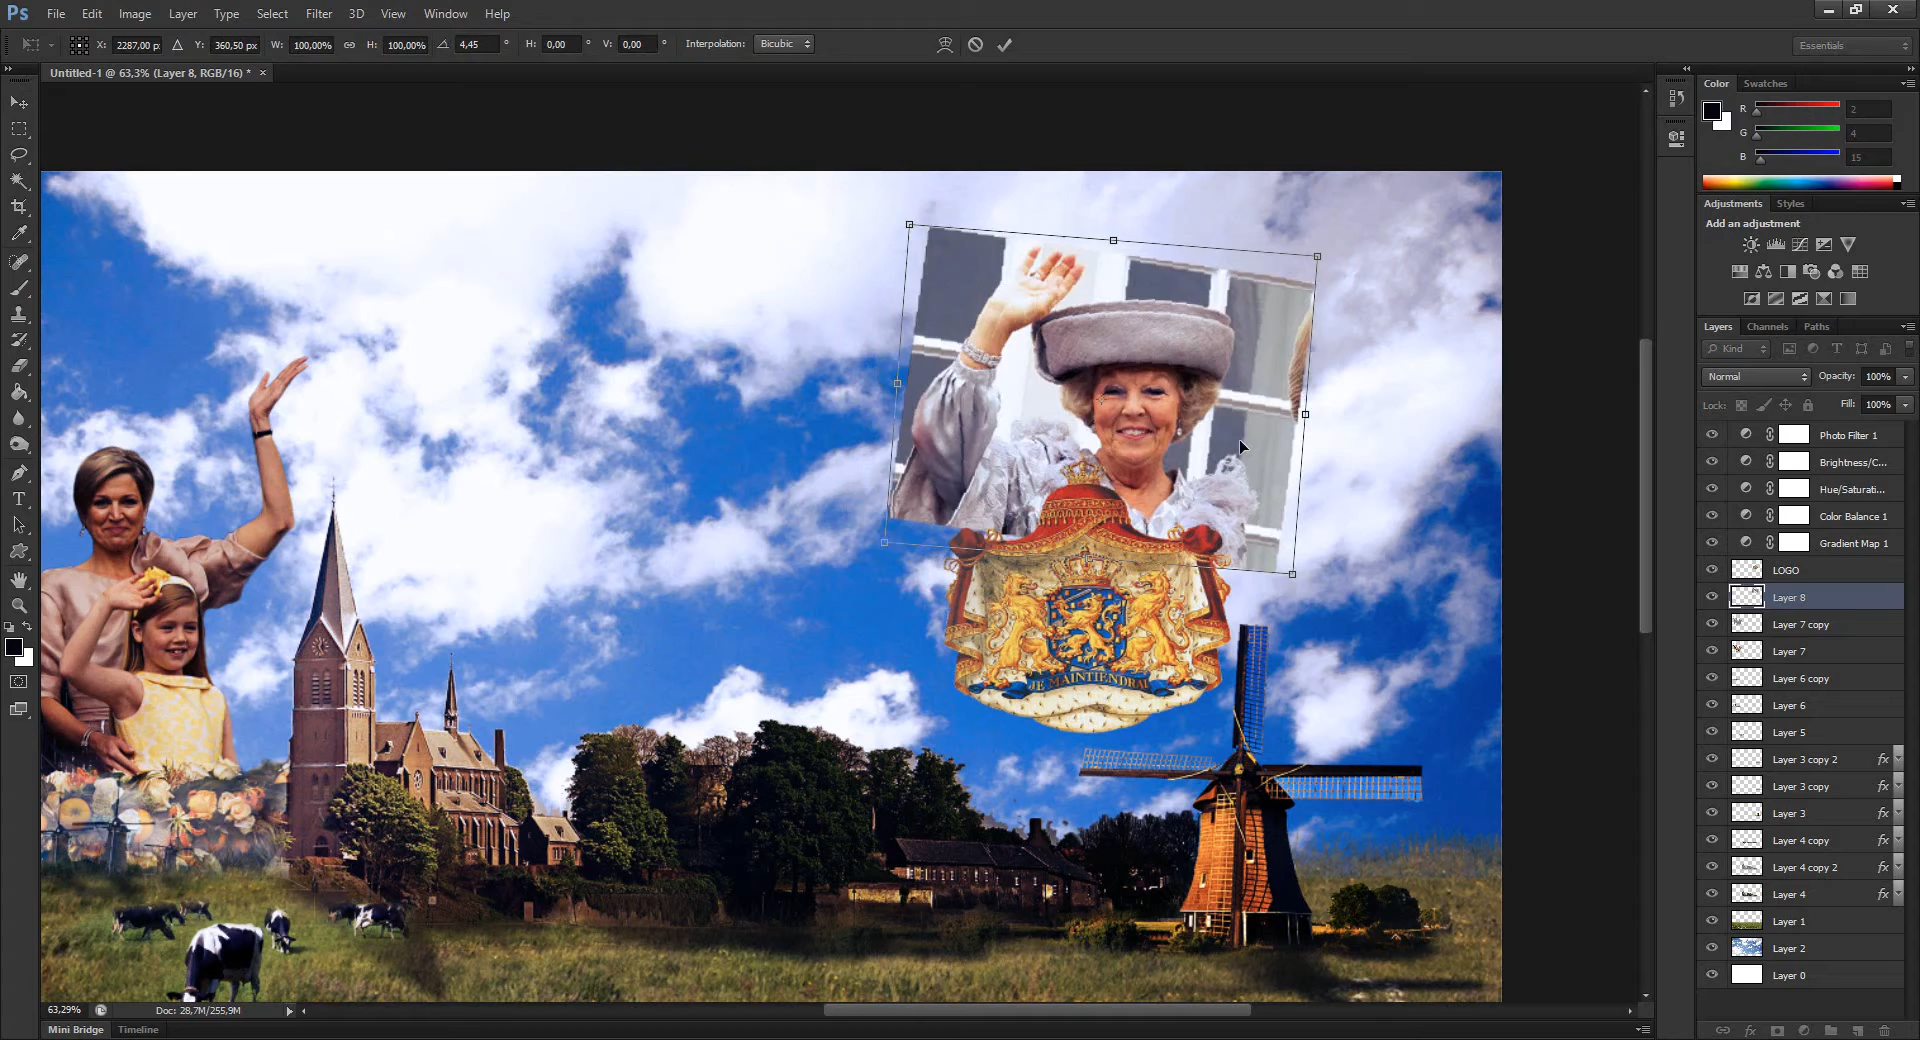 Ps File Edit Image Layer Type Select Filter 3D View Window Help
X: 2287,00 p Y: 360,50 px W: 100,00% H: 100,00% 4,45 ° H: 0,00 ° V: 0,00 ° Interpolation: Bicubic Essentials
Untitled-1 @ 63,3% (Layer 8, RGB/16) * ×
Color Swatches
R 2
G 4
B 15
Adjustments Styles
Add an adjustment
Layers Channels Paths
Kind
Normal Opacity: 100%
Lock: Fill: 100%
Photo Filter 1
Brightness/C...
Hue/Saturati...
Color Balance 1
Gradient Map 1
LOGO
Layer 8
Layer 7 copy
Layer 7
Layer 6 copy
Layer 6
Layer 5
Layer 3 copy 2 fx
Layer 3 copy fx
Layer 3 fx
Layer 4 copy fx
Layer 4 copy 2 fx
Layer 4 fx
Layer 1
Layer 2
Layer 0
JE MAINTIENDRAI
63,29% Doc: 28,7M/255,9M
Mini Bridge Timeline